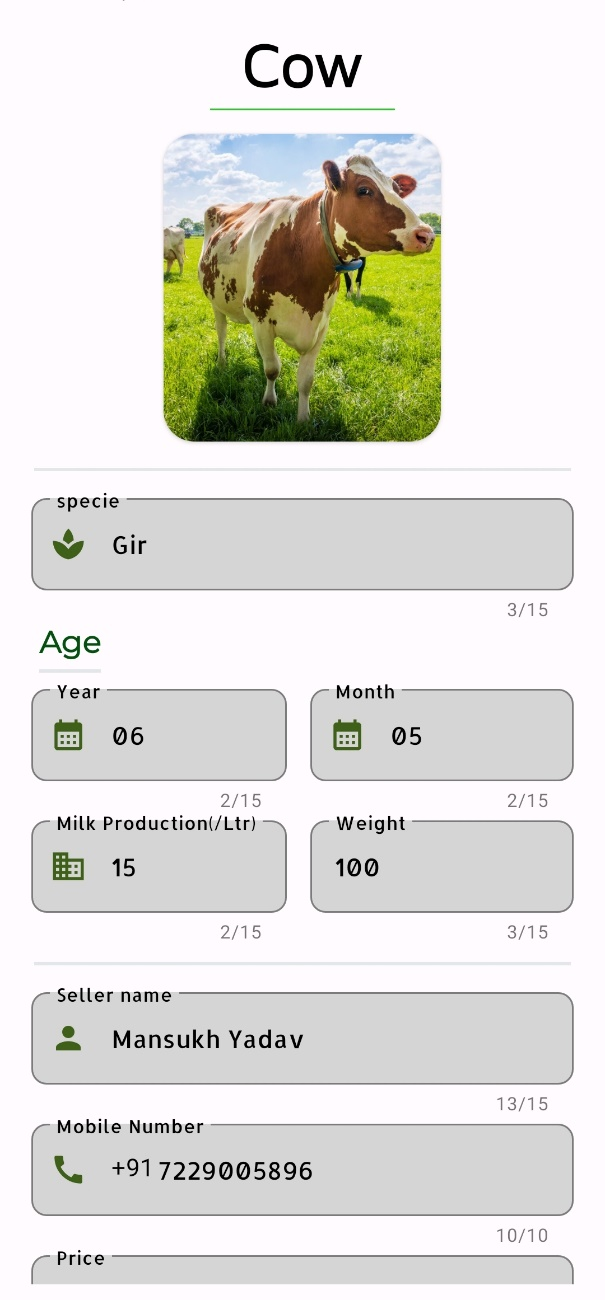 Cow
specie
Gir
3/15
Age
Year
Month
06
05
2/15
2/15
Milk Production(/Ltr)
Weight
15
100
2/15
3/15
Seller name
Mansukh Yadav
13/15
Mobile Number
+91 7229005896
10/10
Price